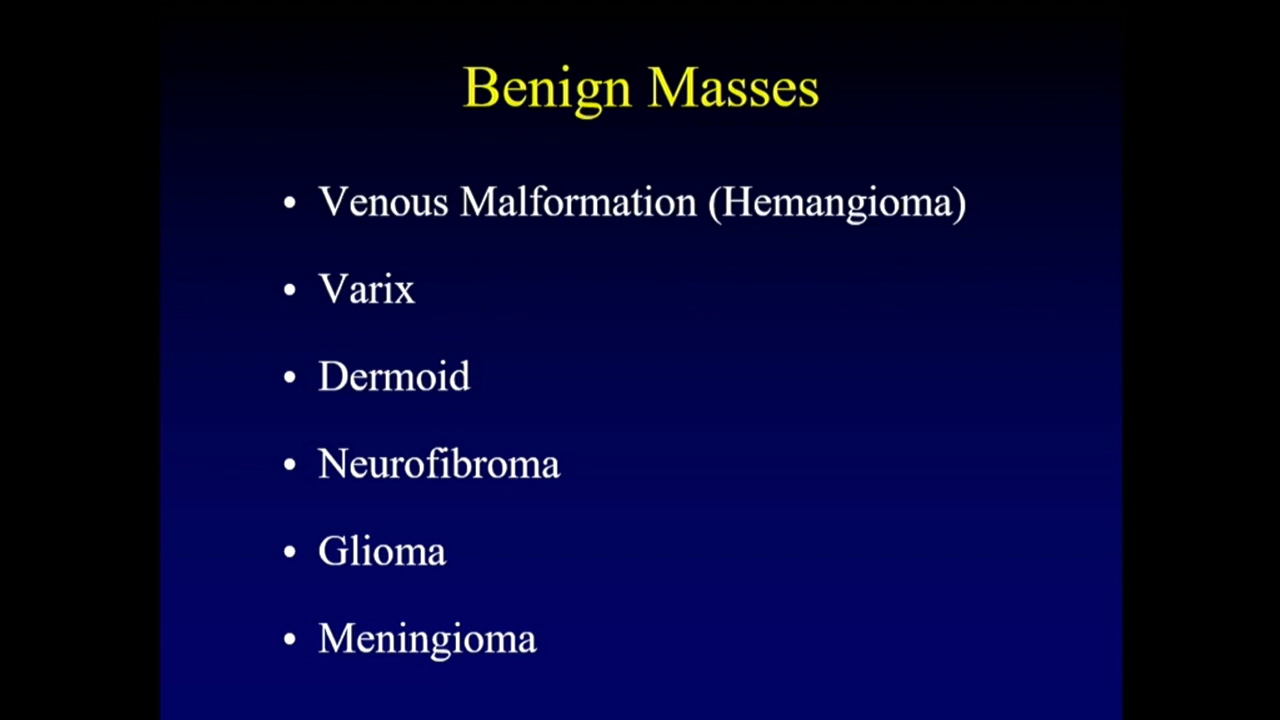 Benign Masses
• Venous Malformation (Hemangioma)
• Varix
• Dermoid
• Neurofibroma
• Glioma
• Meningioma